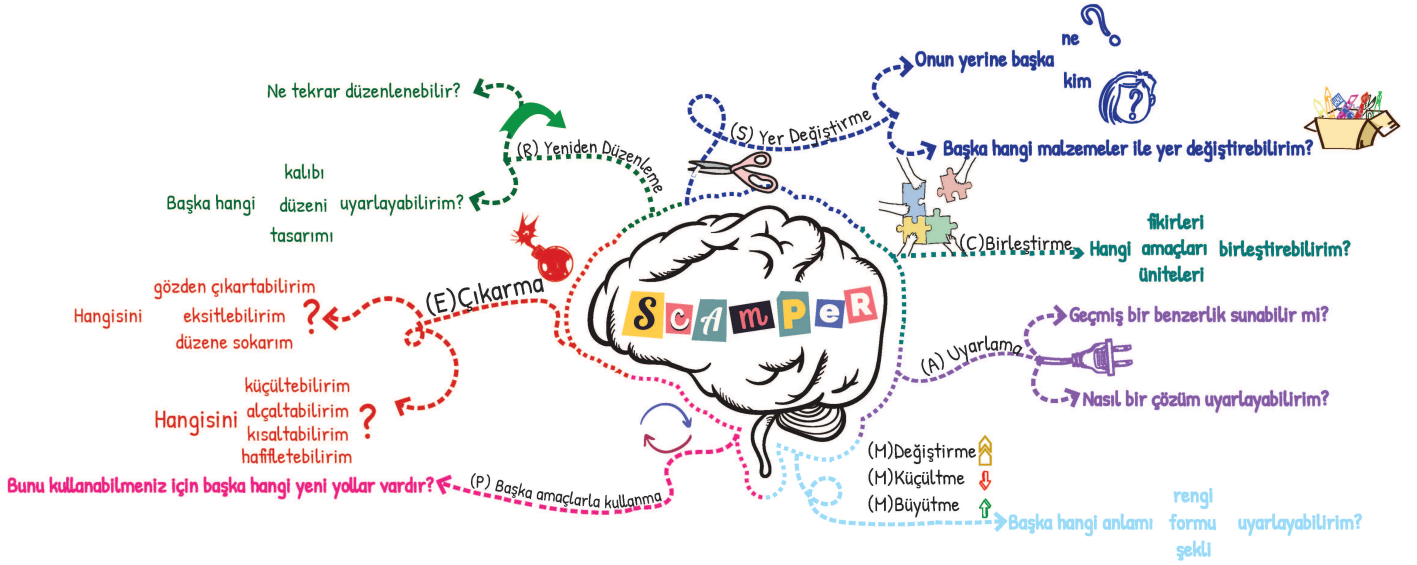 SCAMPER
(S) Yer Değiştirme
Onun yerine başka
ne
kim
Başka hangi malzemeler ile yer değiştirebilirim?
(C)Birleştirme
Hangi
fikirleri
amaçları
üniteleri
birleştirebilirim?
(A) Uyarlama
Geçmiş bir benzerlik sunabilir mi?
Nasıl bir çözüm uyarlayabilirim?
(M)Değiştirme
(M)Küçültme
(M)Büyütme
Başka hangi anlamı
rengi
formu
şekli
uyarlayabilirim?
(P) Başka amaçlarla kullanma
Bunu kullanabilmeniz için başka hangi yeni yollar vardır?
(E)Çıkarma
Hangisini
gözden çıkartabilirim
eksitlebilirim
düzene sokarım
?
Hangisini
küçültebilirim
alçaltabilirim
kısaltabilirim
hafifletebilirim
?
(R) Yeniden Düzenleme
Ne tekrar düzenlenebilir?
Başka hangi
kalıbı
düzeni
tasarımı
uyarlayabilirim?